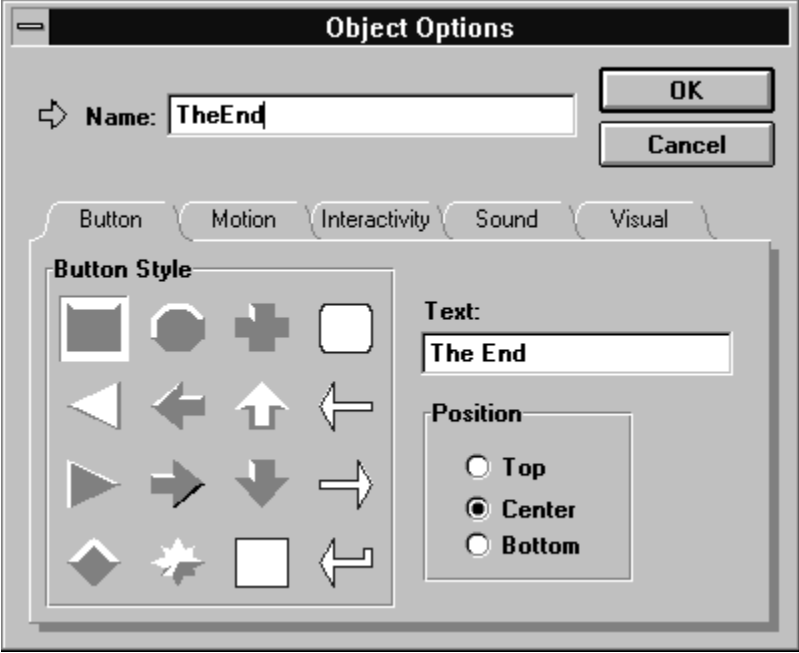 Object Options
Name: TheEnd
OK
Cancel
Button Motion Interactivity Sound Visual
Button Style
Text:
The End
Position
Top
Center
Bottom